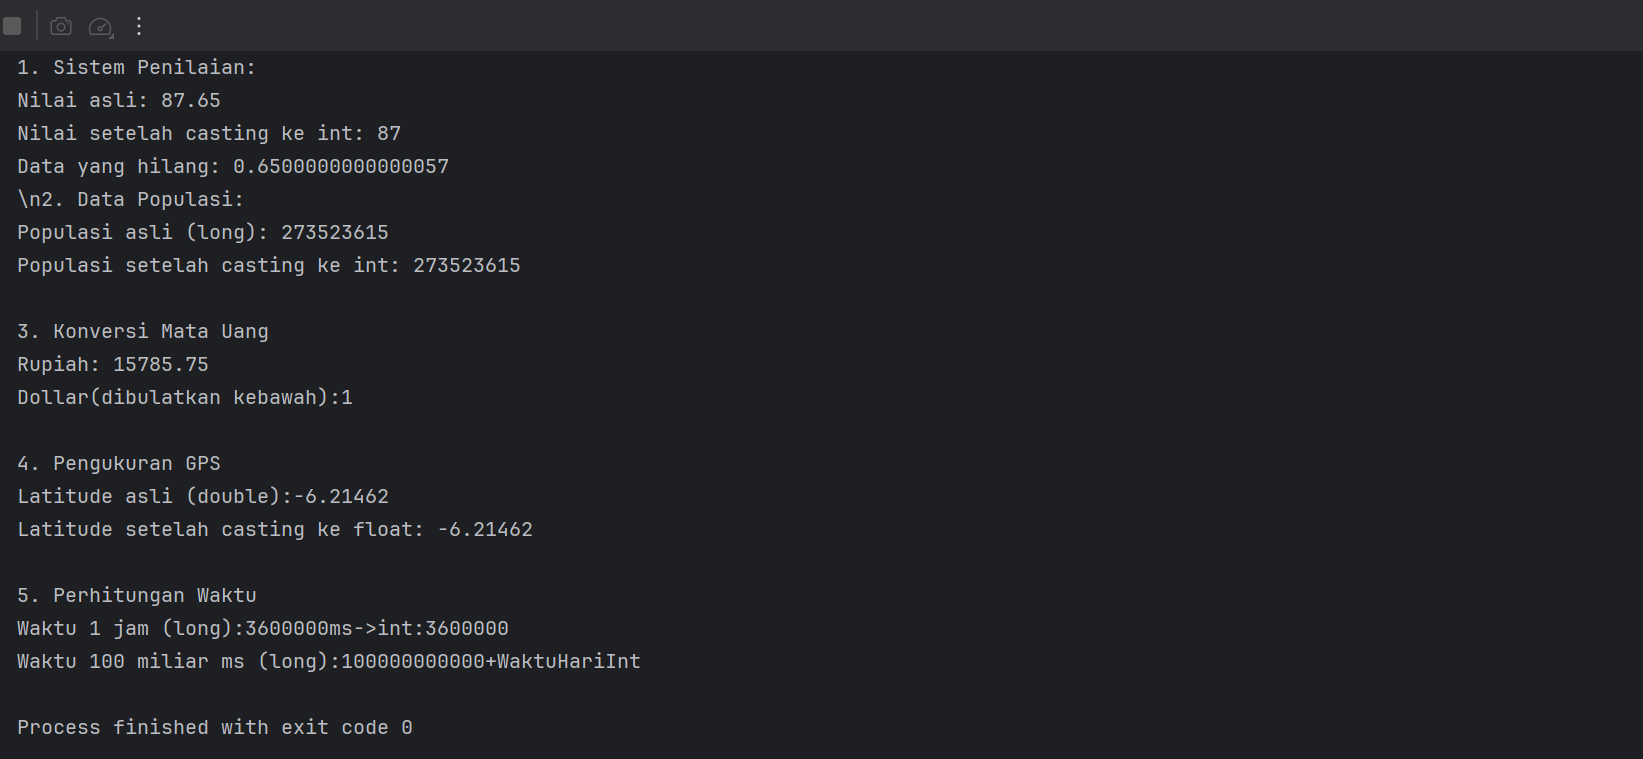 1. Sistem Penilaian:
Nilai asli: 87.65
Nilai setelah casting ke int: 87
Data yang hilang: 0.6500000000000057
\n2. Data Populasi:
Populasi asli (long): 273523615
Populasi setelah casting ke int: 273523615
3. Konversi Mata Uang
Rupiah: 15785.75
Dollar(dibulatkan kebawah):1
4. Pengukuran GPS
Latitude asli (double):-6.21462
Latitude setelah casting ke float: -6.21462
5. Perhitungan Waktu
Waktu 1 jam (long):3600000ms->int:3600000
Waktu 100 miliar ms (long):100000000000+WaktuHariInt
Process finished with exit code 0